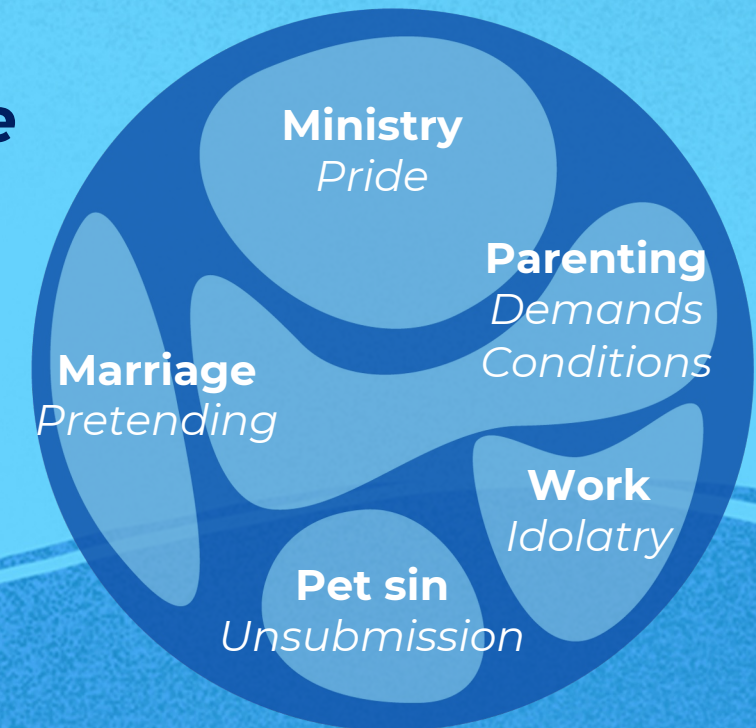 e
Ministry
Pride
Parenting
Demands
Conditions
Marriage
Pretending
Work
Idolatry
Pet sin
Unsubmission